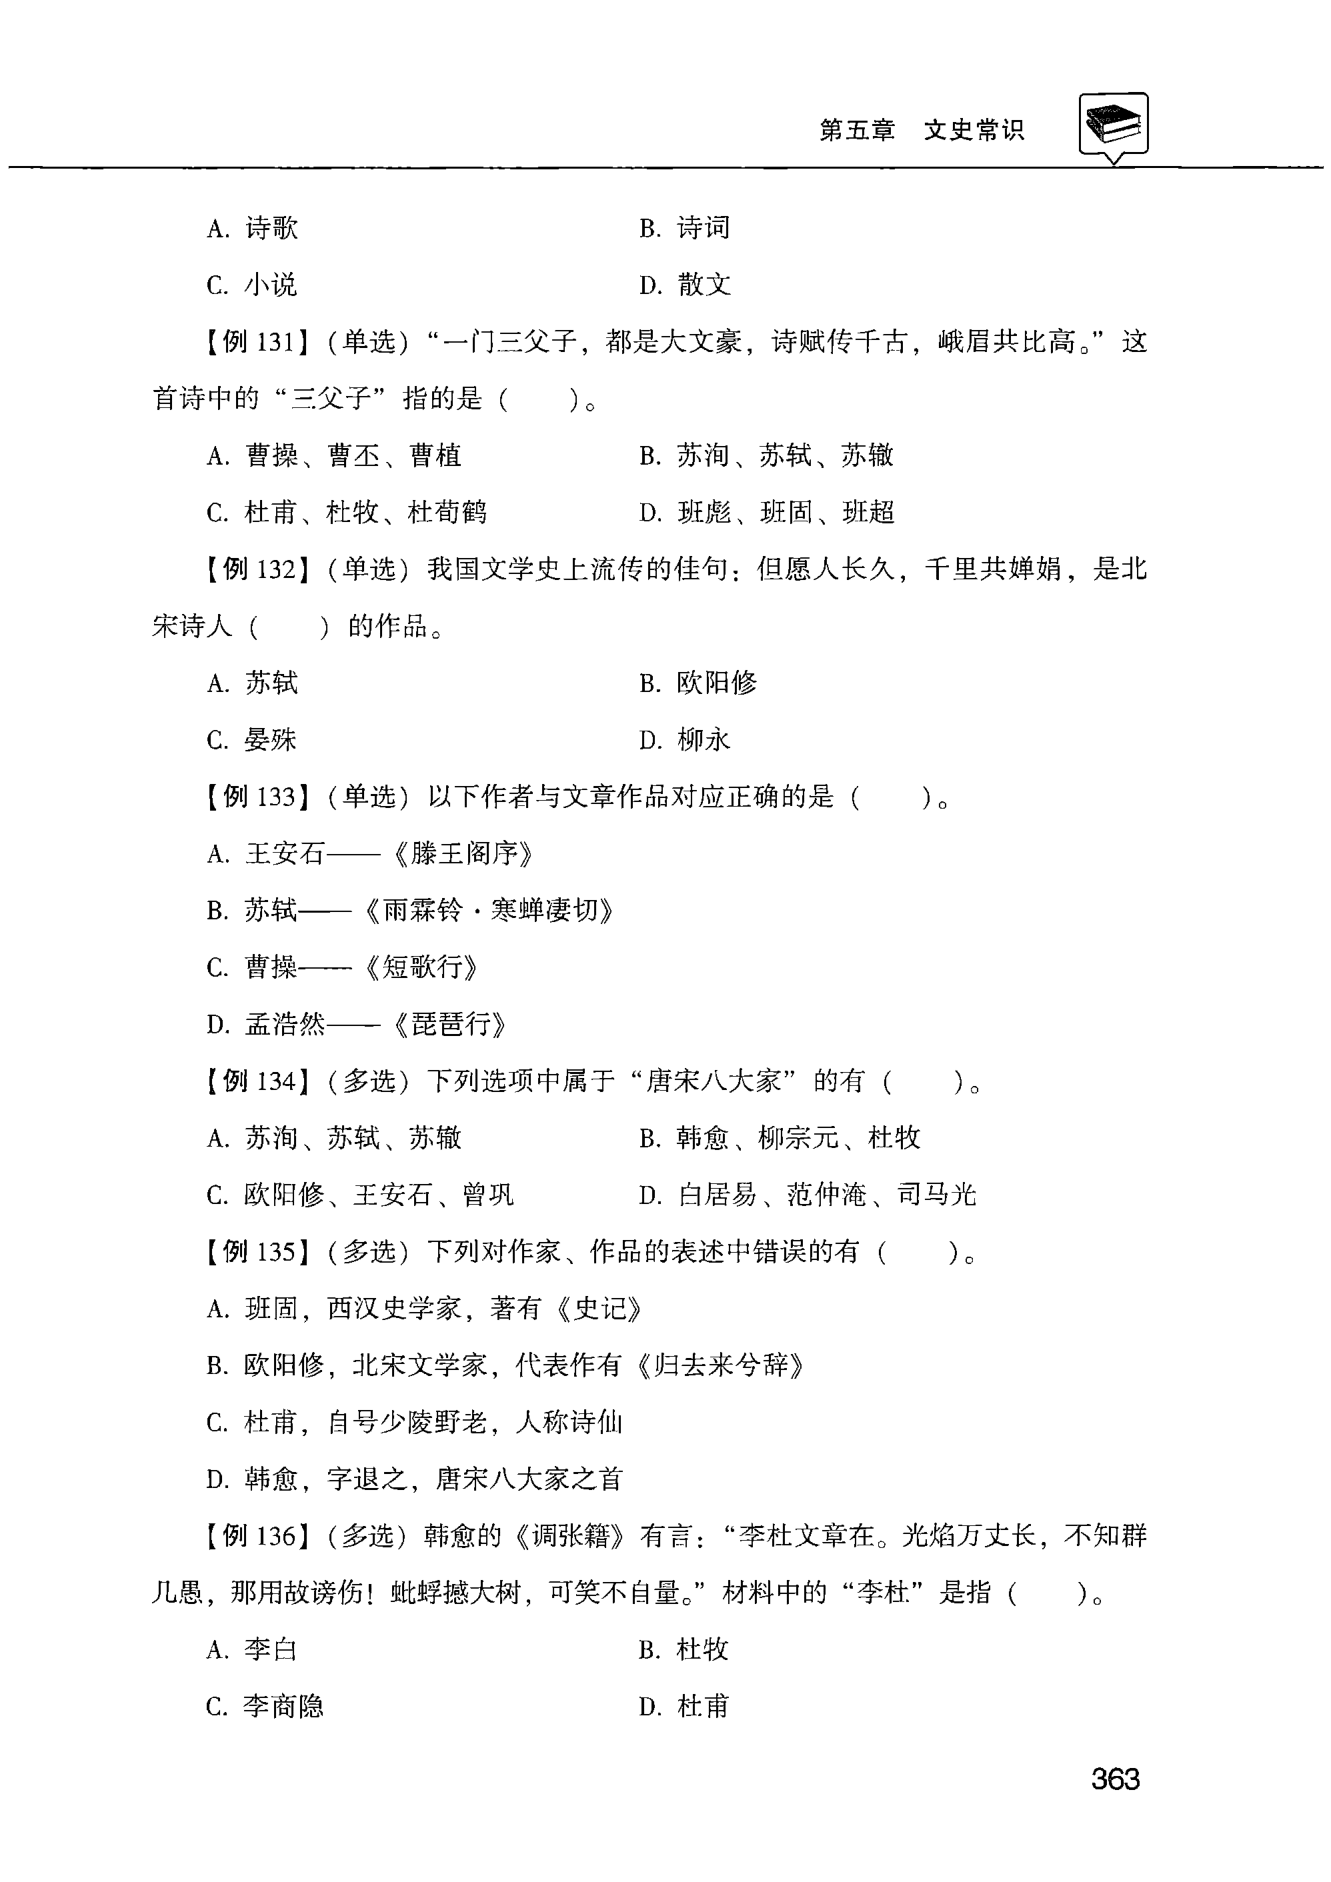 第五章 文史常识
A. 诗歌 B. 诗词
C. 小说 D. 散文
【例 131】(单选)“一门三父子，都是大文豪，诗赋传千古，峨眉共比高。”这
首诗中的“三父子”指的是（ ）。
A. 曹操、曹丕、曹植 B. 苏洵、苏轼、苏辙
C. 杜甫、杜牧、杜荀鹤 D. 班彪、班固、班超
【例 132】(单选) 我国文学史上流传的佳句：但愿人长久，千里共婵娟，是北
宋诗人（ ）的作品。
A. 苏轼 B. 欧阳修
C. 晏殊 D. 柳永
【例 133】(单选) 以下作者与文章作品对应正确的是（ ）。
A. 王安石——《滕王阁序》
B. 苏轼——《雨霖铃·寒蝉凄切》
C. 曹操——《短歌行》
D. 孟浩然——《琵琶行》
【例 134】(多选) 下列选项中属于“唐宋八大家”的有（ ）。
A. 苏洵、苏轼、苏辙 B. 韩愈、柳宗元、杜牧
C. 欧阳修、王安石、曾巩 D. 白居易、范仲淹、司马光
【例 135】(多选) 下列对作家、作品的表述中错误的有（ ）。
A. 班固，西汉史学家，著有《史记》
B. 欧阳修，北宋文学家，代表作有《归去来兮辞》
C. 杜甫，自号少陵野老，人称诗仙
D. 韩愈，字退之，唐宋八大家之首
【例 136】(多选) 韩愈的《调张籍》有言：“李杜文章在。光焰万丈长，不知群
儿愚，那用故谤伤！蚍蜉撼大树，可笑不自量。”材料中的“李杜”是指（ ）。
A. 李白 B. 杜牧
C. 李商隐 D. 杜甫
363